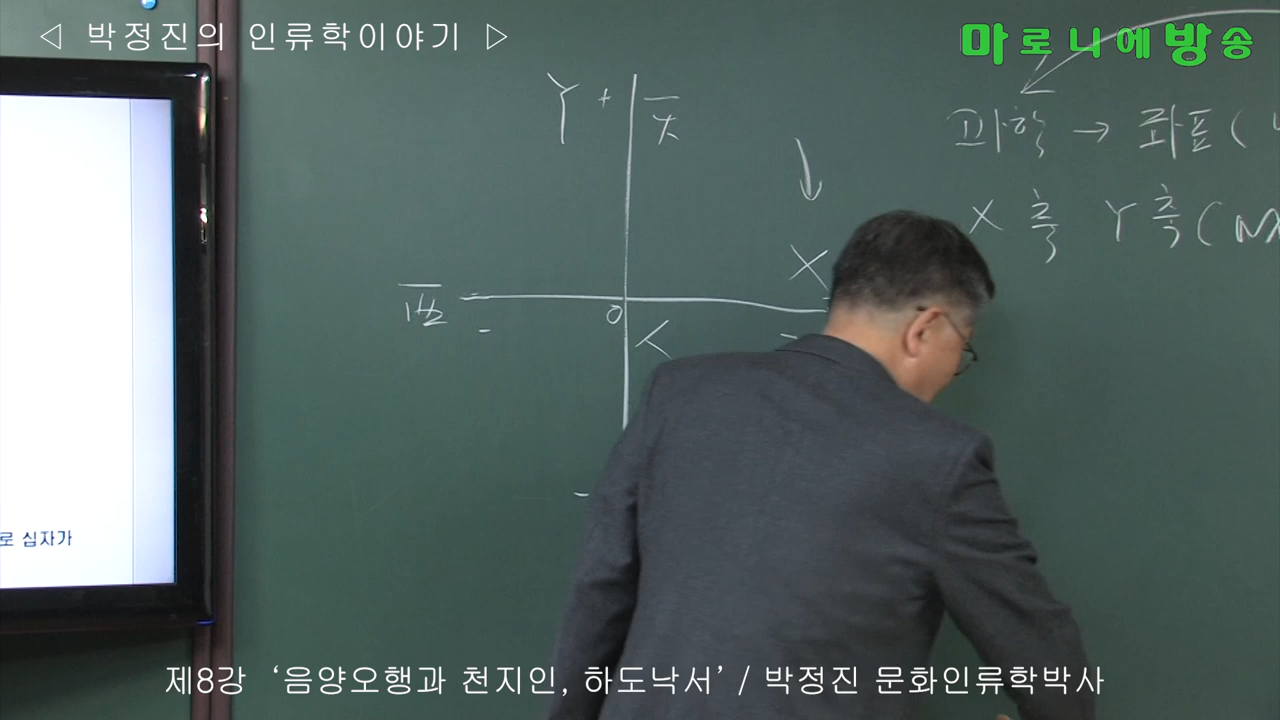 ◁ 박정진의 인류학이야기 ▷
마로니에방송
Y + 天
과학 → 좌표(
X축 Y축(
X
0
人
-
-
-
로 십자가
제8강 '음양오행과 천지인, 하도낙서' / 박정진 문화인류학박사